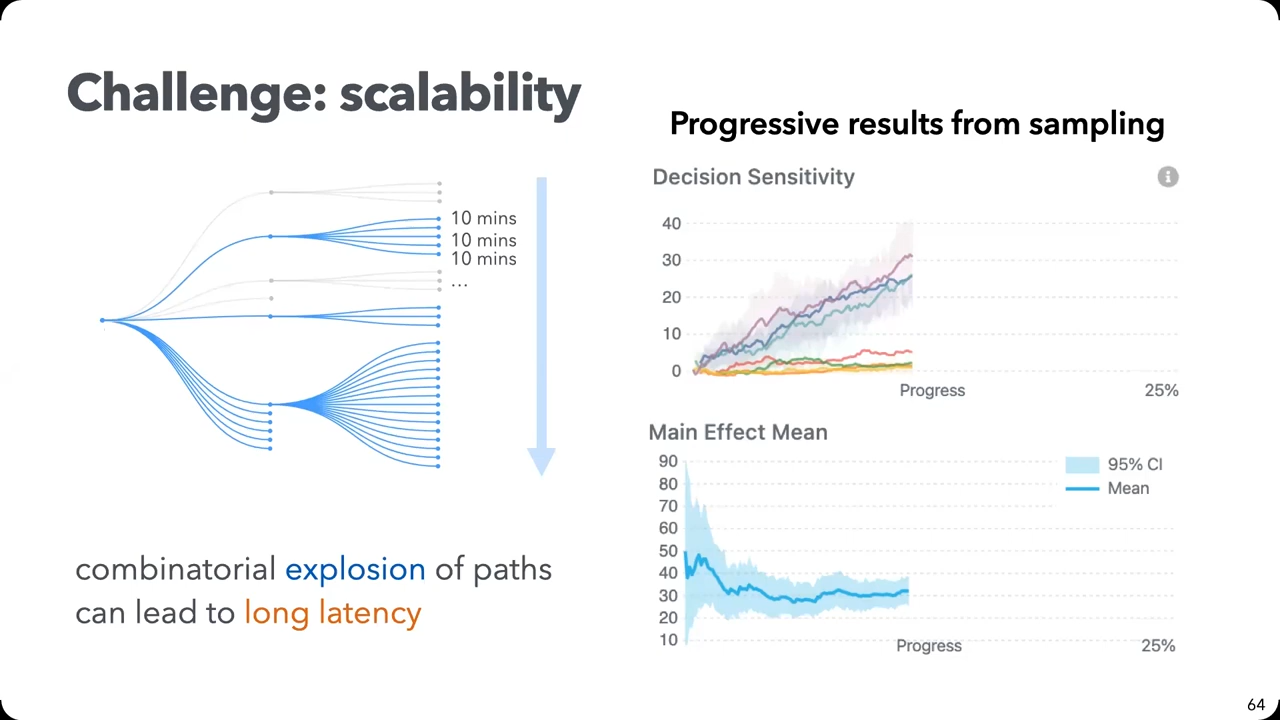 Challenge: scalability
10 mins
10 mins
10 mins
...
combinatorial explosion of paths
can lead to long latency
Progressive results from sampling
Decision Sensitivity
i
40
30
20
10
0
Progress
25%
Main Effect Mean
90
80
70
60
50
40
30
20
10
95% CI
Mean
Progress
25%
64